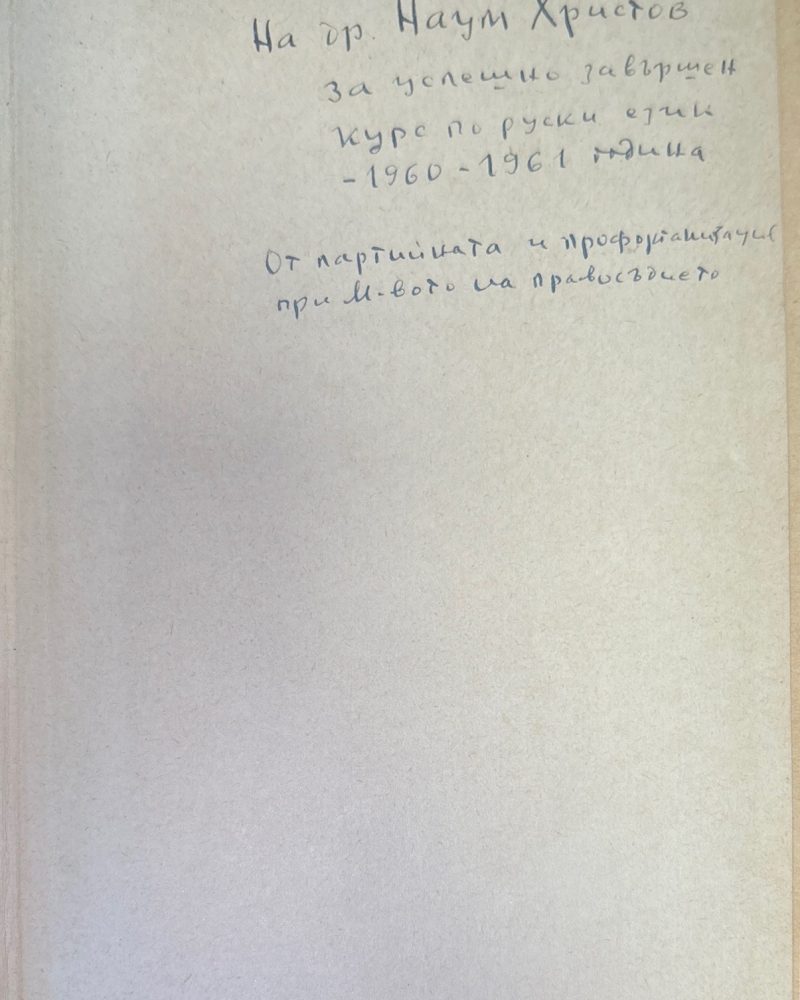 На др. Наум Христов
за успешно завършен
курс по руски език
-1960-1961 година
От партийната и профорганизация
при М-вото на правосъдието